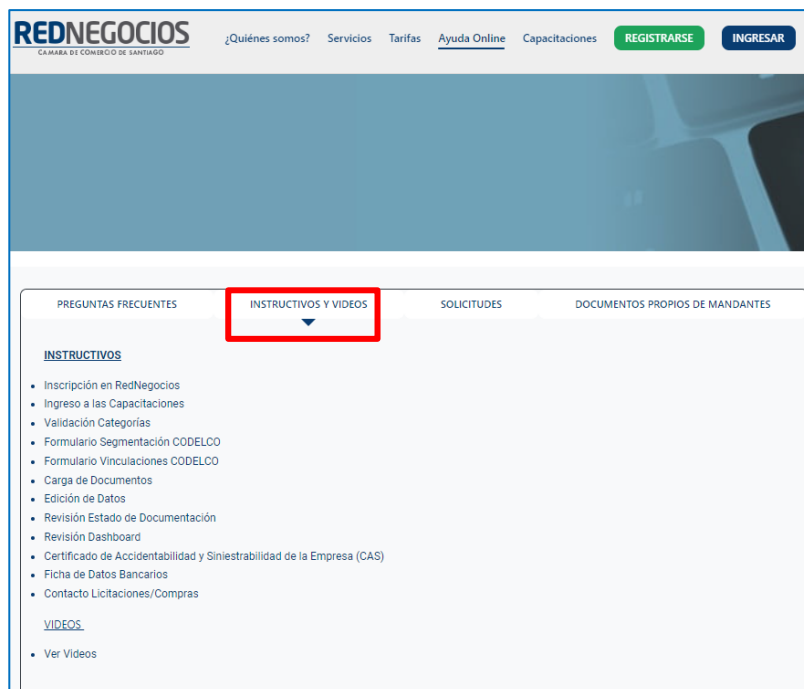 REDNEGOCIOS
CAMARA DE COMERCIO DE SANTIAGO
¿Quiénes somos? Servicios Tarifas Ayuda Online Capacitaciones REGISTRARSE INGRESAR
PREGUNTAS FRECUENTES INSTRUCTIVOS Y VIDEOS SOLICITUDES DOCUMENTOS PROPIOS DE MANDANTES
INSTRUCTIVOS
Inscripción en RedNegocios
Ingreso a las Capacitaciones
Validación Categorías
Formulario Segmentación CODELCO
Formulario Vinculaciones CODELCO
Carga de Documentos
Edición de Datos
Revisión Estado de Documentación
Revisión Dashboard
Certificado de Accidentabilidad y Siniestrabilidad de la Empresa (CAS)
Ficha de Datos Bancarios
Contacto Licitaciones/Compras
VIDEOS
Ver Videos